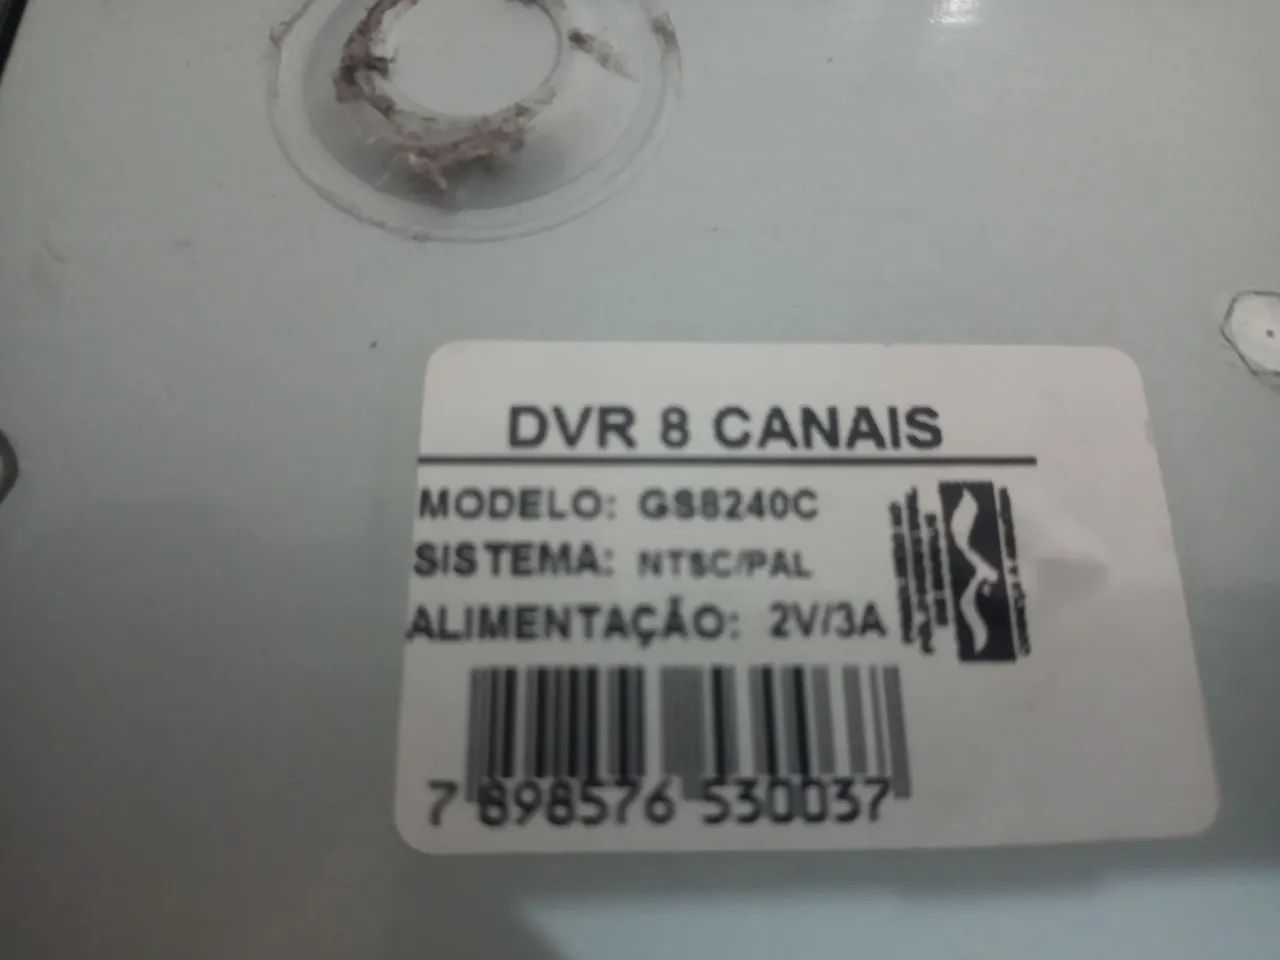 DVR 8 CANAIS
MODELO: GS8240C
SISTEMA: NTSC/PAL
ALIMENTAÇÃO: 2V/3A
7 898576 530037